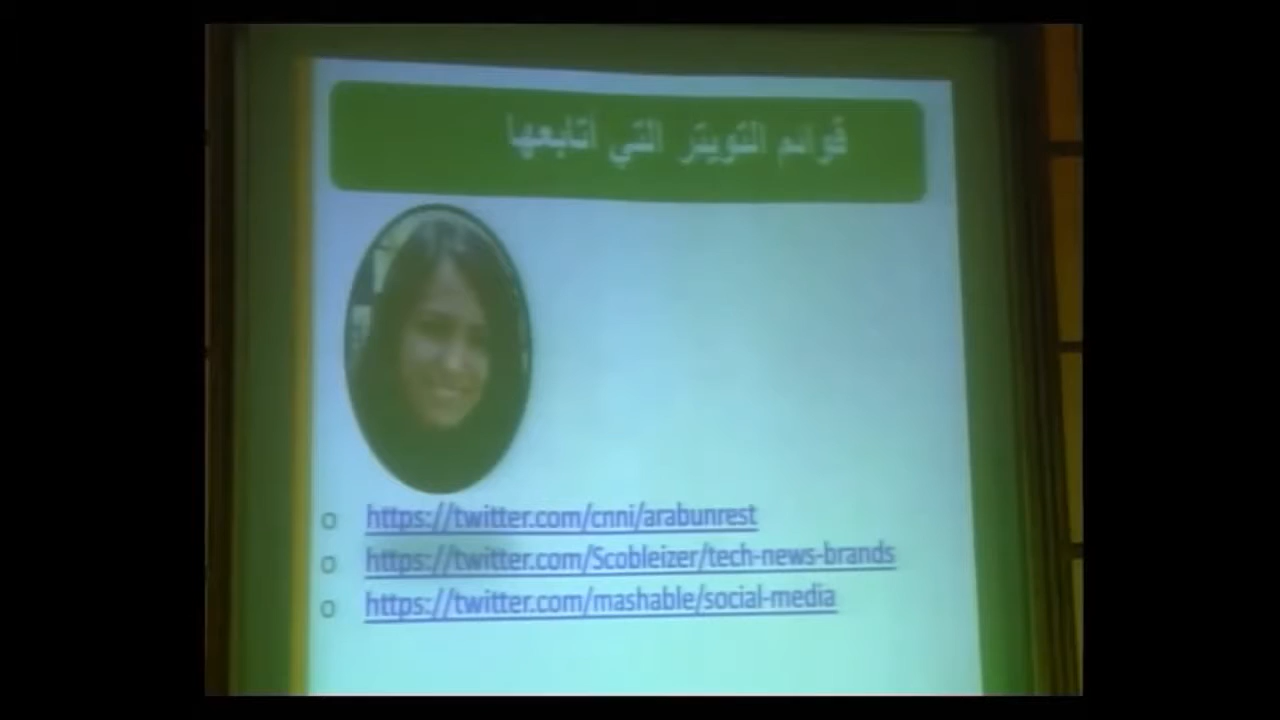 قوائم التويتر التي أتابعها
https://twitter.com/cnni/arabunrest
https://twitter.com/Scobleizer/tech-news-brands
https://twitter.com/mashable/social-media